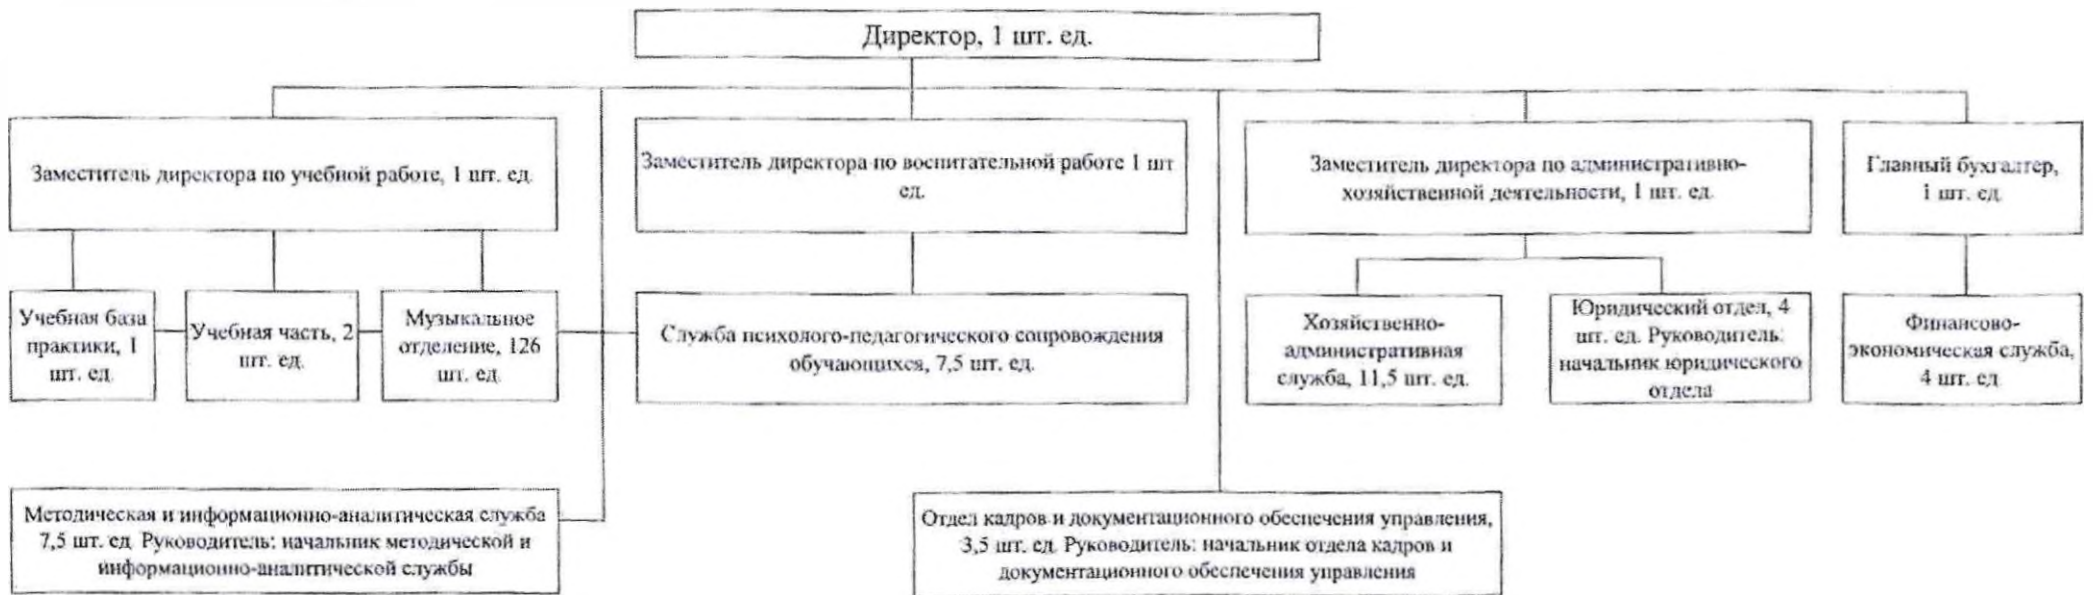 Директор, 1 шт. ед.
Заместитель директора по учебной работе, 1 шт. ед.
Заместитель директора по воспитательной работе 1 шт
ед.
Заместитель директора по административно-
хозяйственной деятельности, 1 шт. ед.
Главный бухгалтер,
1 шт. ед.
Учебная база
практики, 1
шт. ед.
Учебная часть, 2
шт. ед.
Музыкальное
отделение, 126
шт. ед.
Служба психолого-педагогического сопровождения
обучающихся, 7,5 шт. ед.
Хозяйственно-
административная
служба, 11,5 шт. ед.
Юридический отдел, 4
шт. ед. Руководитель:
начальник юридического
отдела
Финансово-
экономическая служба,
4 шт. ед
Методическая и информационно-аналитическая служба
7,5 шт. ед. Руководитель: начальник методической и
информационно-аналитической службы
Отдел кадров и документационного обеспечения управления,
3,5 шт. ед. Руководитель: начальник отдела кадров и
документационного обеспечения управления